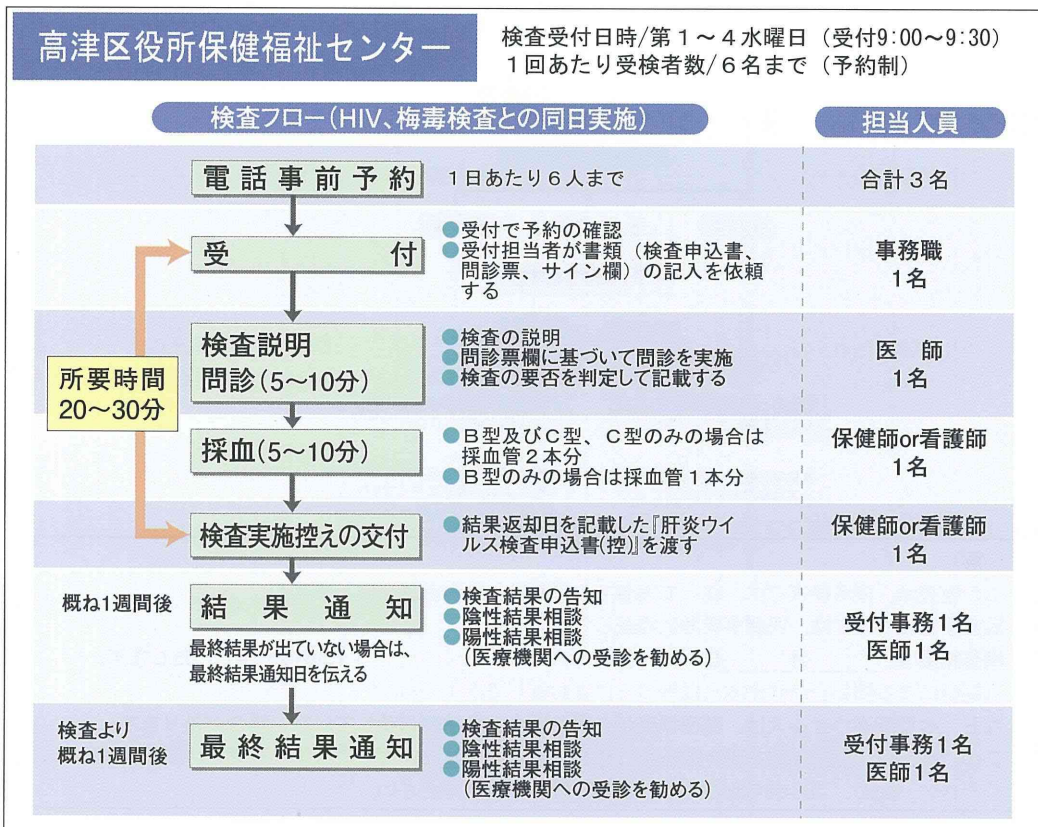 高津区役所保健福祉センター
検査受付日時/第1~4水曜日(受付9:00~9:30)
1回あたり受検者数/6名まで(予約制)
検査フロー(HIV、梅毒検査との同日実施)
担当人員
電話事前予約
1日あたり6人まで
合計3名
受付
●受付で予約の確認
●受付担当者が書類(検査申込書、
問診票、サイン欄)の記入を依頼
する
事務職
1名
所要時間
20~30分
検査説明
問診(5~10分)
●検査の説明
●問診票欄に基づいて問診を実施
●検査の要否を判定して記載する
医師
1名
採血(5~10分)
●B型及びC型、C型のみの場合は
採血管2本分
●B型のみの場合は採血管1本分
保健師or看護師
1名
検査実施控えの交付
●結果返却日を記載した『肝炎ウイ
ルス検査申込書(控)』を渡す
保健師or看護師
1名
概ね1週間後
結果通知
最終結果が出ていない場合は、
最終結果通知日を伝える
●検査結果の告知
●陰性結果相談
●陽性結果相談
(医療機関への受診を勧める)
受付事務1名
医師1名
検査より
概ね1週間後
最終結果通知
●検査結果の告知
●陰性結果相談
●陽性結果相談
(医療機関への受診を勧める)
受付事務1名
医師1名